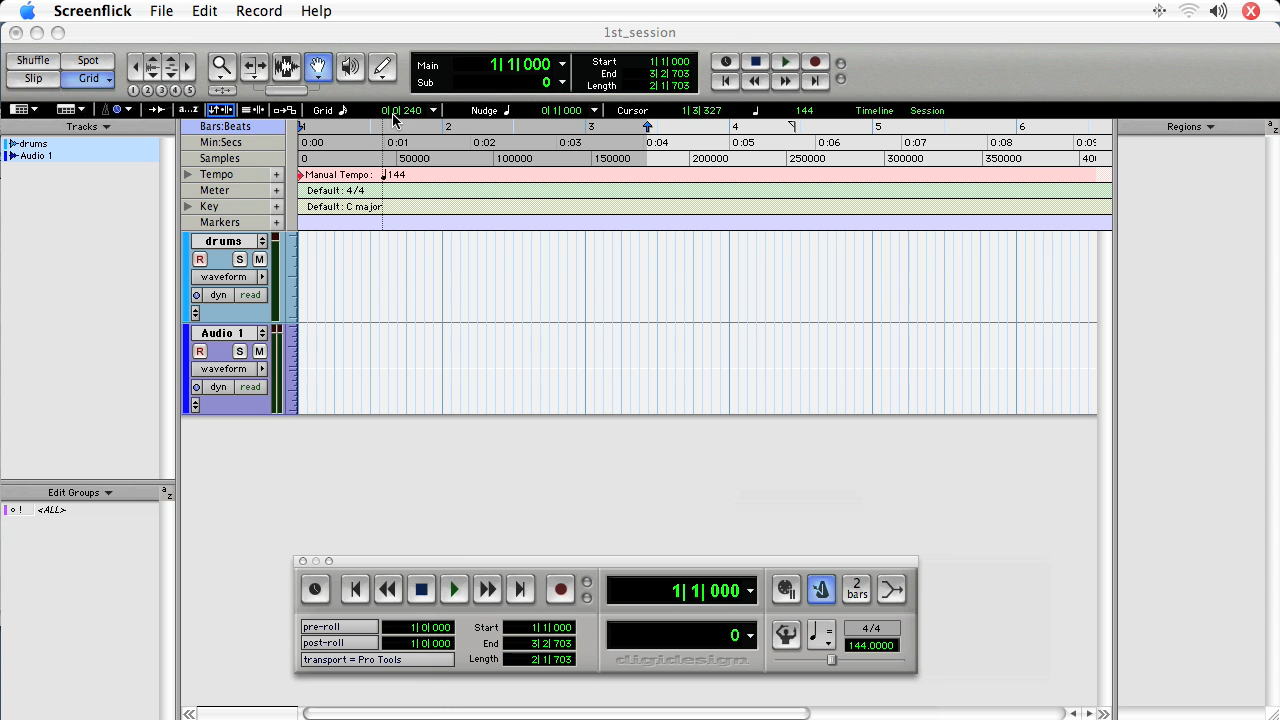 Screenflick File Edit Record Help
1st_session
Shuffle Spot
Slip Grid
1 2 3 4 5
Main 1| 1| 000
Sub 0
Start 1| 1| 000
End 3| 2| 703
Length 2| 1| 703
a...z Grid 0| 0| 240 Nudge 0| 1| 000 Cursor 1| 3| 327 144 Timeline Session
Tracks a z
drums
Audio 1
Bars:Beats 1 2 3 4 5 6
Min:Secs 0:00 0:01 0:02 0:03 0:04 0:05 0:06 0:07 0:08 0:09
Samples 0 50000 100000 150000 200000 250000 300000 350000 40
Tempo + Manual Tempo: 144
Meter + Default: 4/4
Key + Default: C major
Markers +
drums
R S M
waveform
dyn read
Audio 1
R S M
waveform
dyn read
Regions a z
Edit Groups a z
o ! <ALL>
1| 1| 000
2 bars
pre-roll 1| 0| 000
post-roll 1| 0| 000
transport = Pro Tools
Start 1| 1| 000
End 3| 2| 703
Length 2| 1| 703
0
digidesign
=
4/4
144.0000